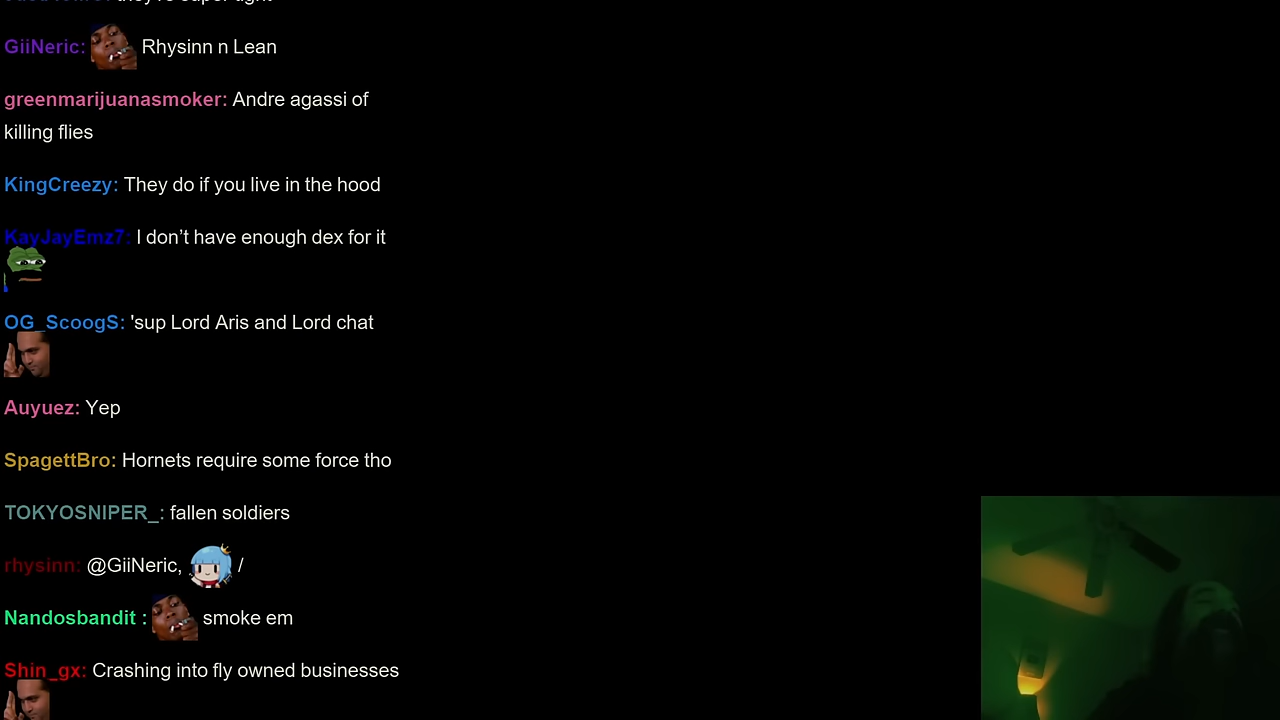 GiiNeric: Rhysinn n Lean
greenmarijuanasmoker: Andre agassi of
killing flies
KingCreezy: They do if you live in the hood
KayJayEmz7: I don’t have enough dex for it
OG_ScoogS: 'sup Lord Aris and Lord chat
Auyuez: Yep
SpagettBro: Hornets require some force tho
TOKYOSNIPER_: fallen soldiers
rhysinn: @GiiNeric, /
Nandosbandit : smoke em
Shin_gx: Crashing into fly owned businesses